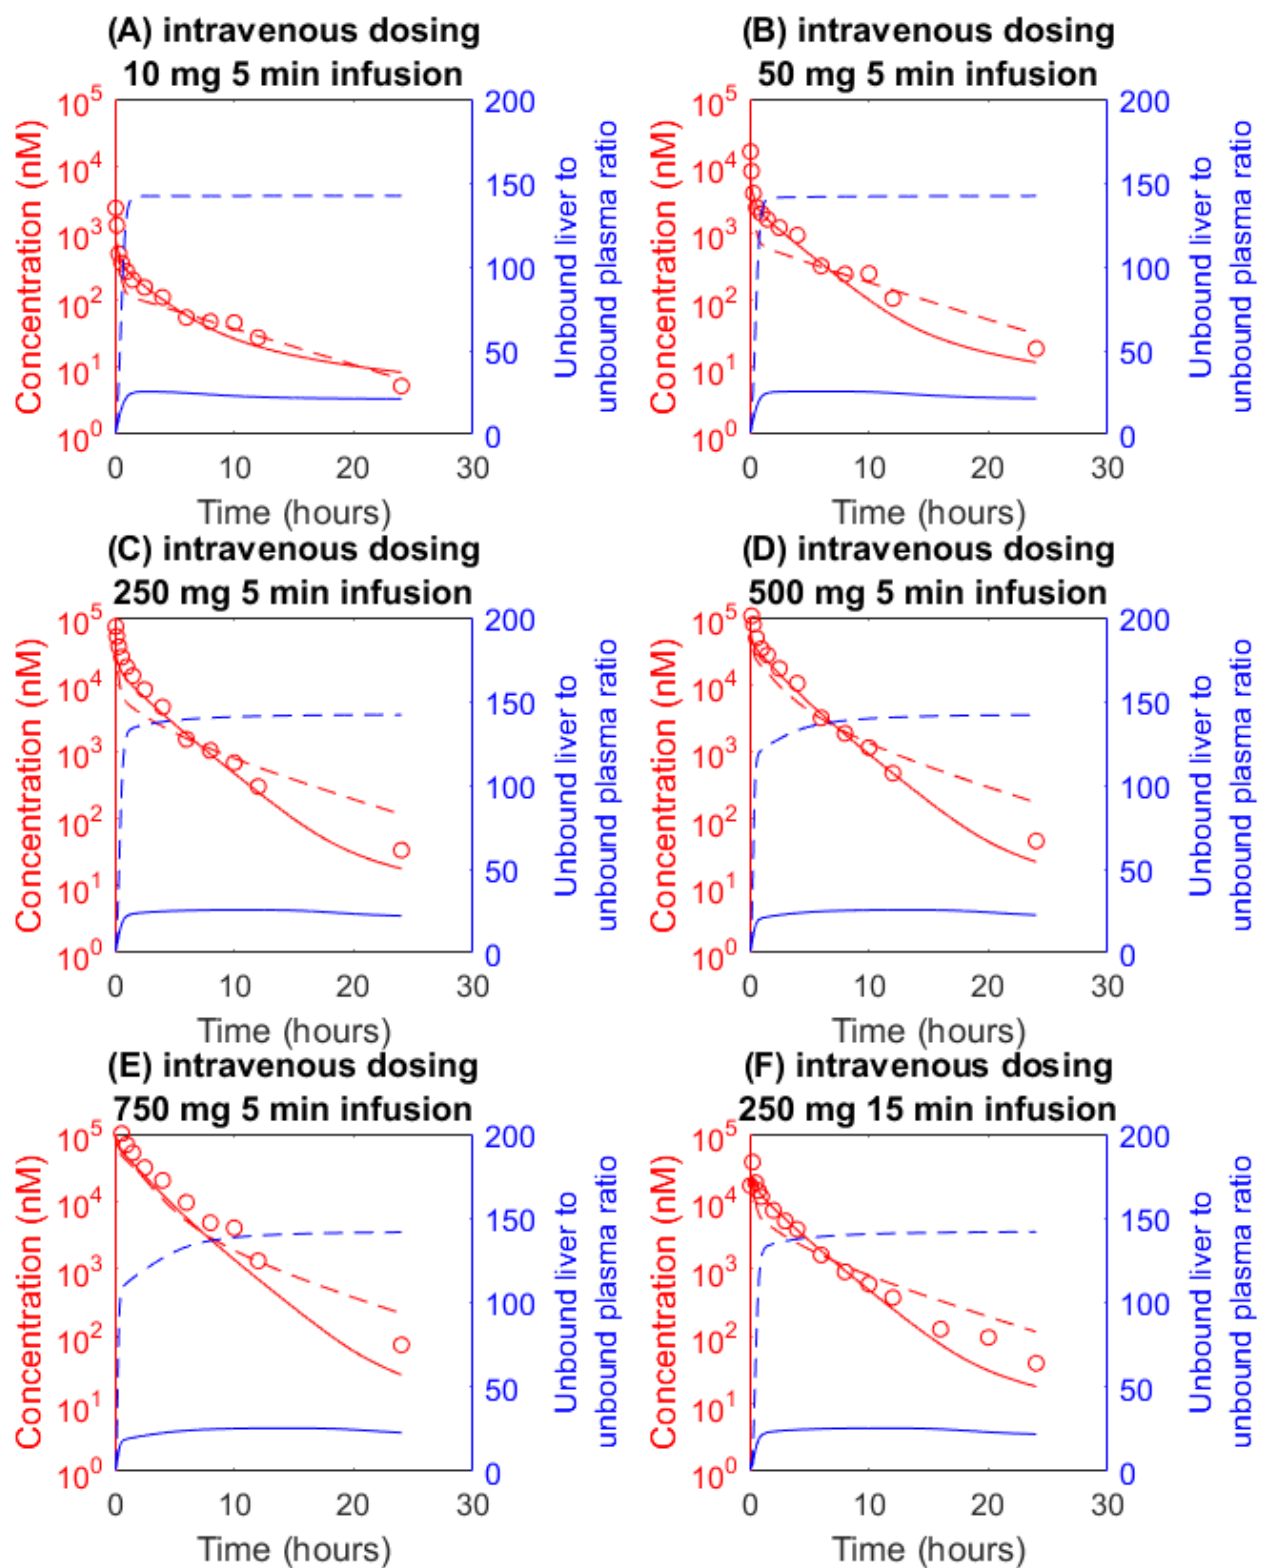 (A) intravenous dosing
10 mg 5 min infusion
10^5
10^4
10^3
10^2
10^1
10^0
Concentration (nM)
200
150
100
50
0
Unbound liver to
unbound plasma ratio
0 10 20 30
Time (hours)
(B) intravenous dosing
50 mg 5 min infusion
10^5
10^4
10^3
10^2
10^1
10^0
Concentration (nM)
200
150
100
50
0
Unbound liver to
unbound plasma ratio
0 10 20 30
Time (hours)
(C) intravenous dosing
250 mg 5 min infusion
10^5
10^4
10^3
10^2
10^1
10^0
Concentration (nM)
200
150
100
50
0
Unbound liver to
unbound plasma ratio
0 10 20 30
Time (hours)
(D) intravenous dosing
500 mg 5 min infusion
10^5
10^4
10^3
10^2
10^1
10^0
Concentration (nM)
200
150
100
50
0
Unbound liver to
unbound plasma ratio
0 10 20 30
Time (hours)
(E) intravenous dosing
750 mg 5 min infusion
10^5
10^4
10^3
10^2
10^1
10^0
Concentration (nM)
200
150
100
50
0
Unbound liver to
unbound plasma ratio
0 10 20 30
Time (hours)
(F) intravenous dosing
250 mg 15 min infusion
10^5
10^4
10^3
10^2
10^1
10^0
Concentration (nM)
200
150
100
50
0
Unbound liver to
unbound plasma ratio
0 10 20 30
Time (hours)